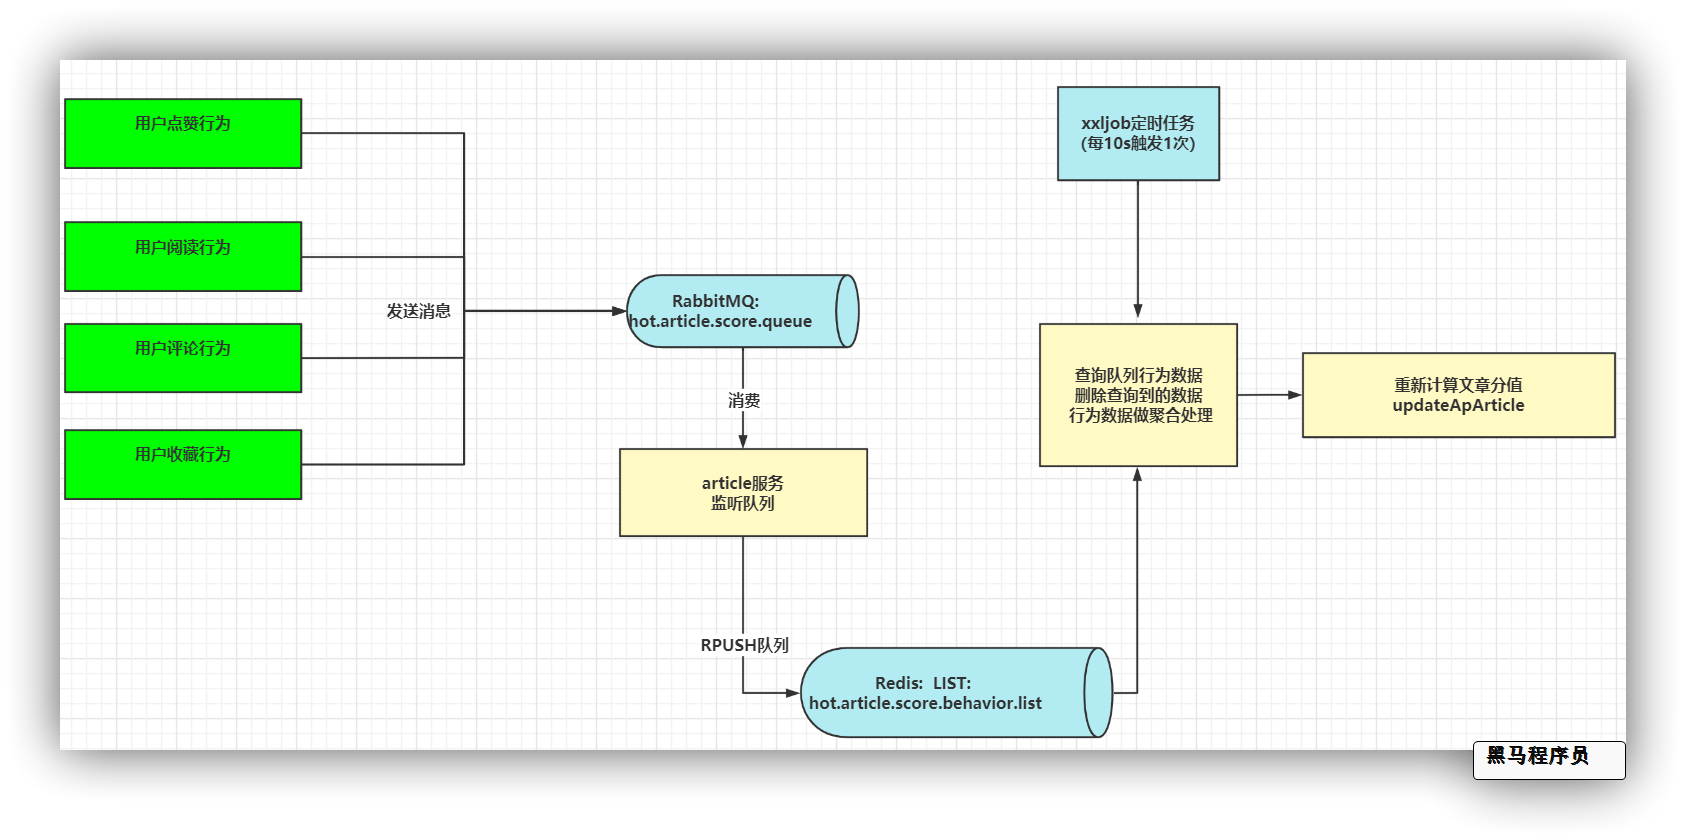 用户点赞行为
用户阅读行为
用户评论行为
用户收藏行为
发送消息
RabbitMQ:
hot.article.score.queue
消费
article服务
监听队列
RPUSH队列
Redis: LIST:
hot.article.score.behavior.list
xxljob定时任务
(每10s触发1次)
查询队列行为数据
删除查询到的数据
行为数据做聚合处理
重新计算文章分值
updateApArticle
黑马程序员